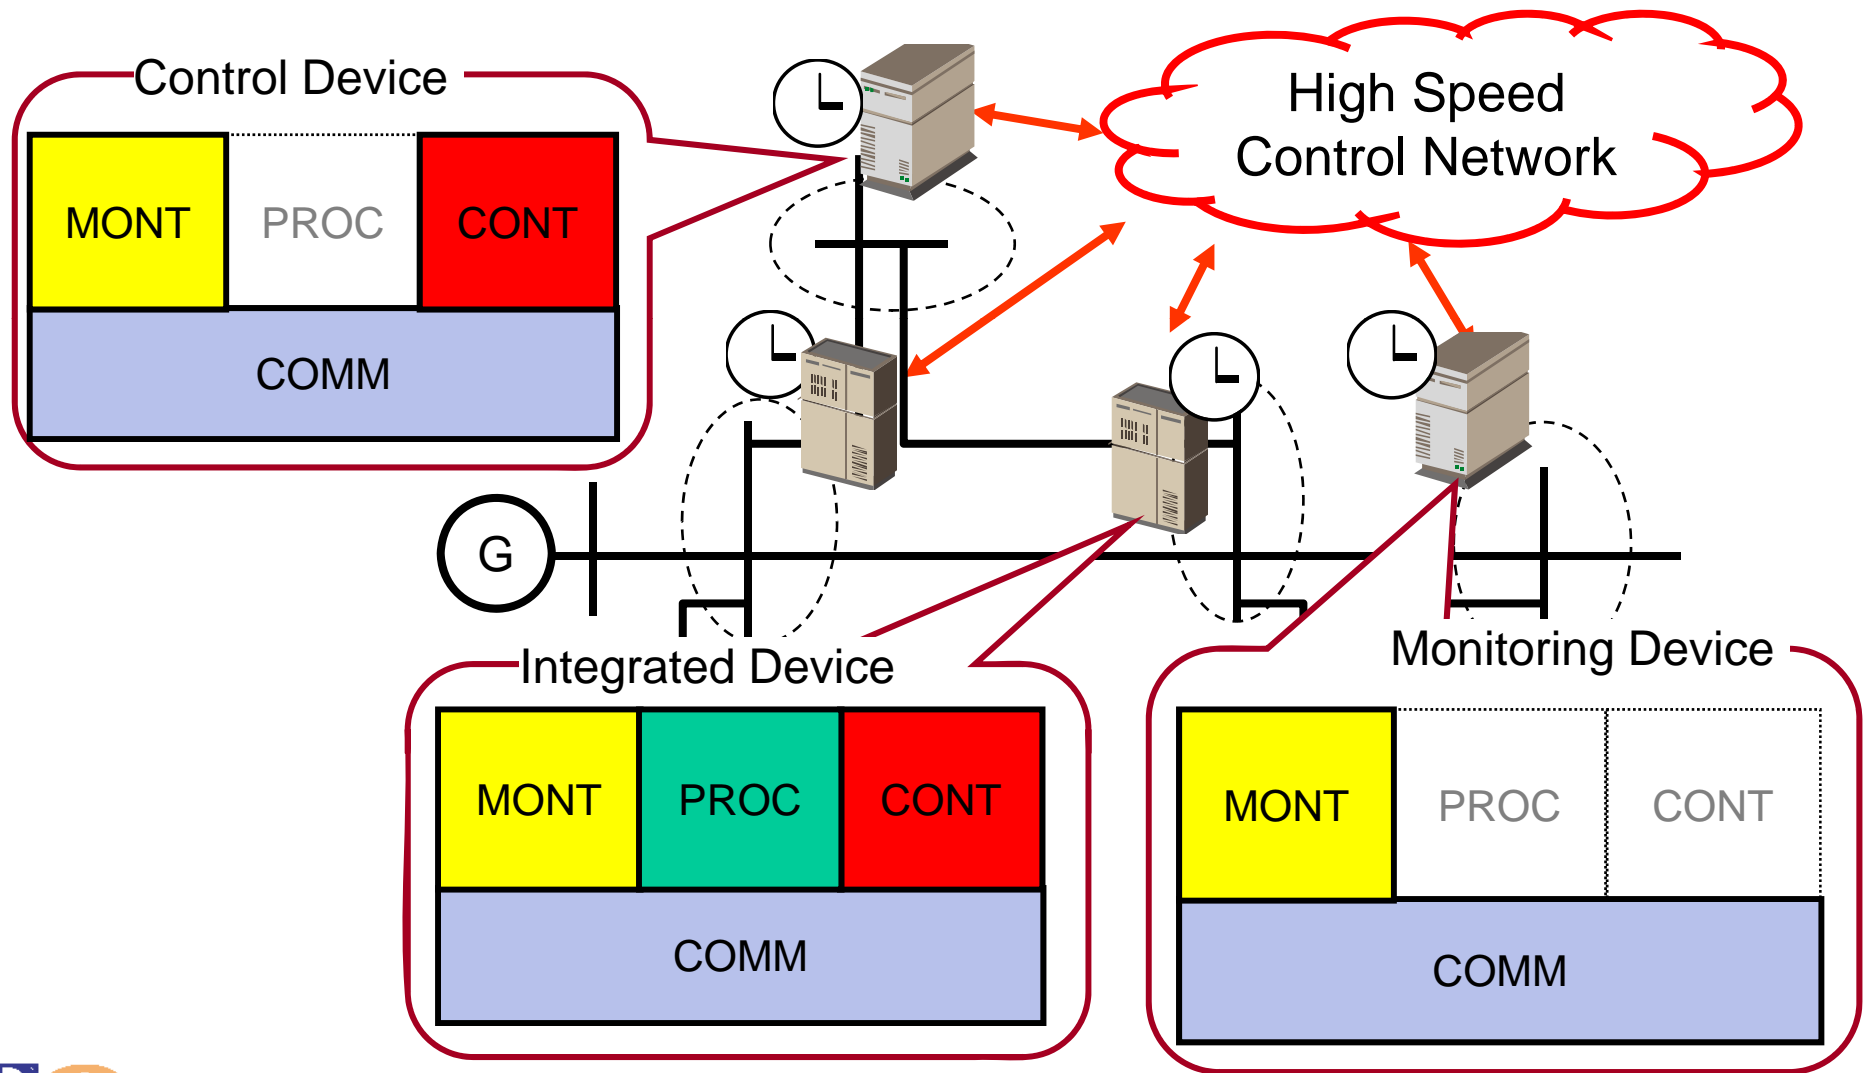 Control Device
MONT
PROC
CONT
COMM
High Speed
Control Network
G
Integrated Device
MONT
PROC
CONT
COMM
Monitoring Device
MONT
PROC
CONT
COMM